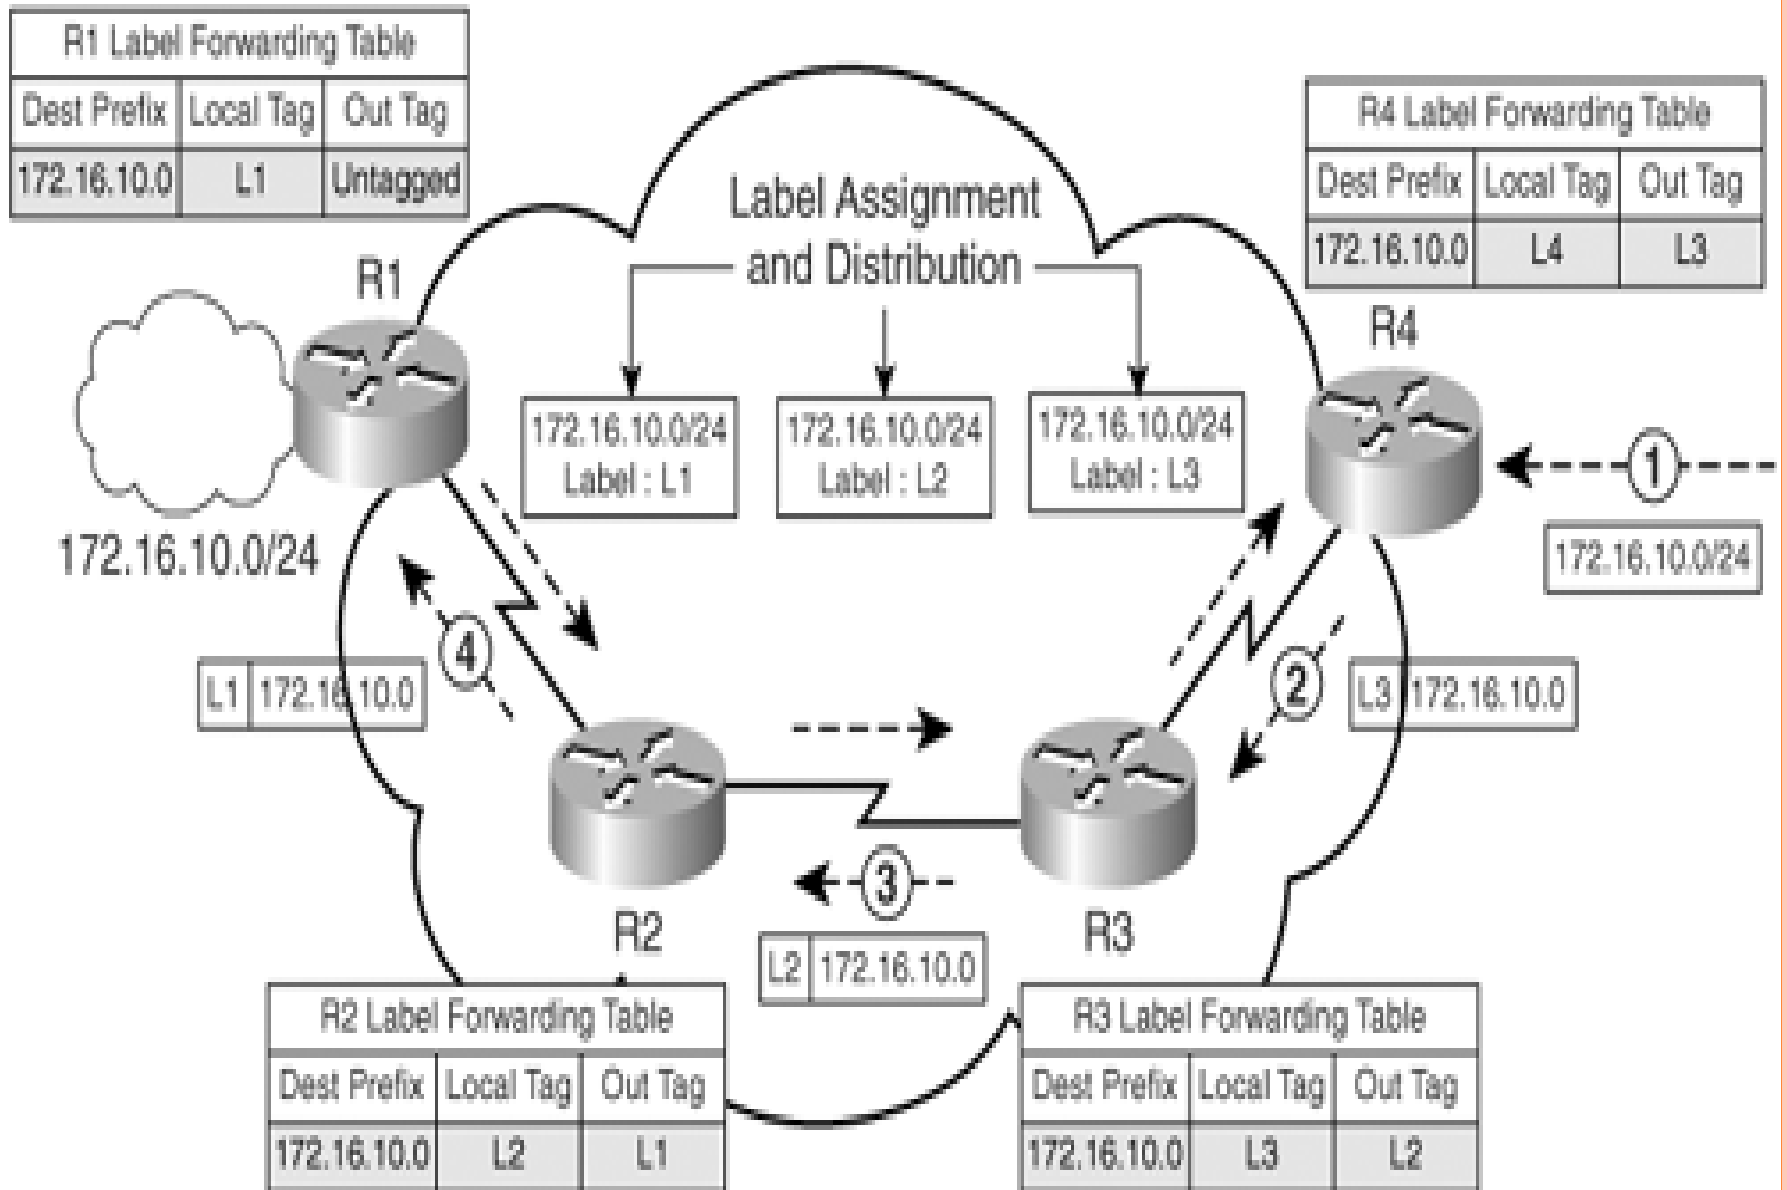 R1 Label Forwarding Table
Dest Prefix Local Tag Out Tag
172.16.10.0 L1 Untagged
R4 Label Forwarding Table
Dest Prefix Local Tag Out Tag
172.16.10.0 L4 L3
Label Assignment
and Distribution
R1
R4
172.16.10.0/24
Label : L1
172.16.10.0/24
Label : L2
172.16.10.0/24
Label : L3
1
172.16.10.0/24
172.16.10.0/24
4
L1 172.16.10.0
2
L3 172.16.10.0
3
R2
R3
L2 172.16.10.0
R2 Label Forwarding Table
Dest Prefix Local Tag Out Tag
172.16.10.0 L2 L1
R3 Label Forwarding Table
Dest Prefix Local Tag Out Tag
172.16.10.0 L3 L2